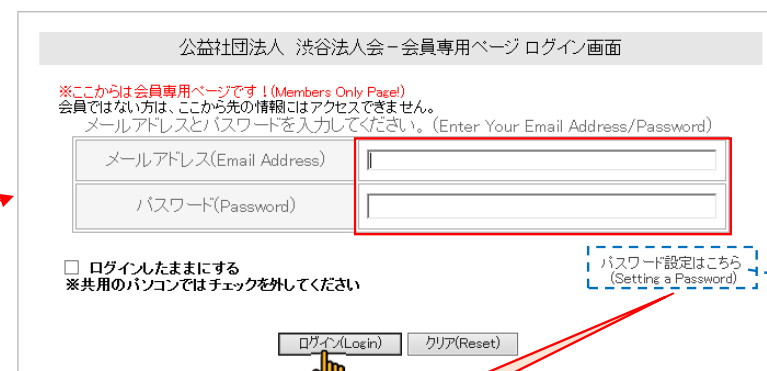 公益社団法人 渋谷法人会－会員専用ページ ログイン画面
※ここからは会員専用ページです！(Members Only Page!)
会員ではない方は、ここから先の情報にはアクセスできません。
メールアドレスとパスワードを入力してください。(Enter Your Email Address/Password)
メールアドレス(Email Address)
パスワード(Password)
ログインしたままにする
※共用のパソコンではチェックを外してください
パスワード設定はこちら
(Setting a Password)
ログイン(Login) クリア(Reset)